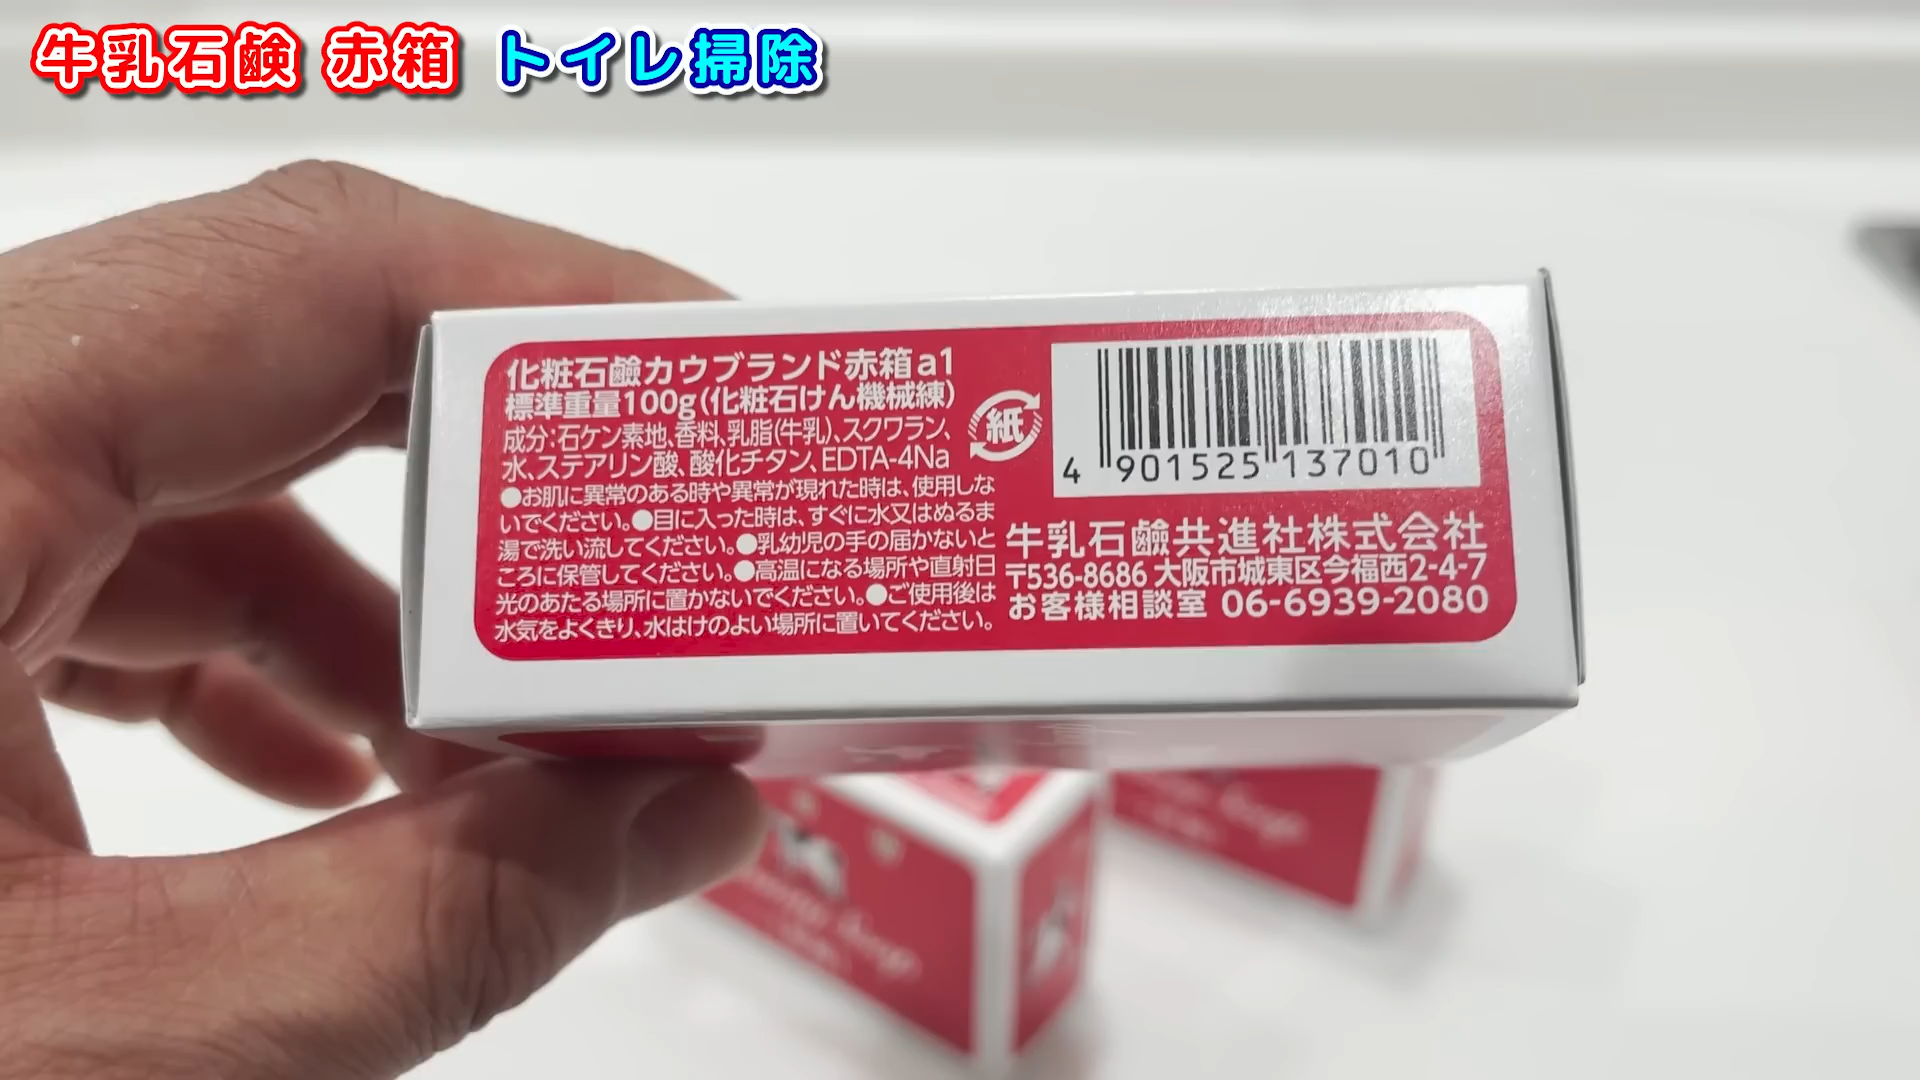 牛乳石鹸 赤箱 トイレ掃除
化粧石鹼カウブランド赤箱a1
標準重量100g(化粧石けん機械練)
成分:石ケン素地、香料、乳脂(牛乳)、スクワラン、
水、ステアリン酸、酸化チタン、EDTA-4Na
●お肌に異常のある時や異常が現れた時は、使用しな
いでください。●目に入った時は、すぐに水又はぬるま
湯で洗い流してください。●乳幼児の手の届かないと
ころに保管してください。●高温になる場所や直射日
光のあたる場所に置かないでください。●ご使用後は
水気をよくきり、水はけのよい場所に置いてください。
紙
4 901525 137010
牛乳石鹼共進社株式会社
〒536-8686 大阪市城東区今福西2-4-7
お客様相談室 06-6939-2080